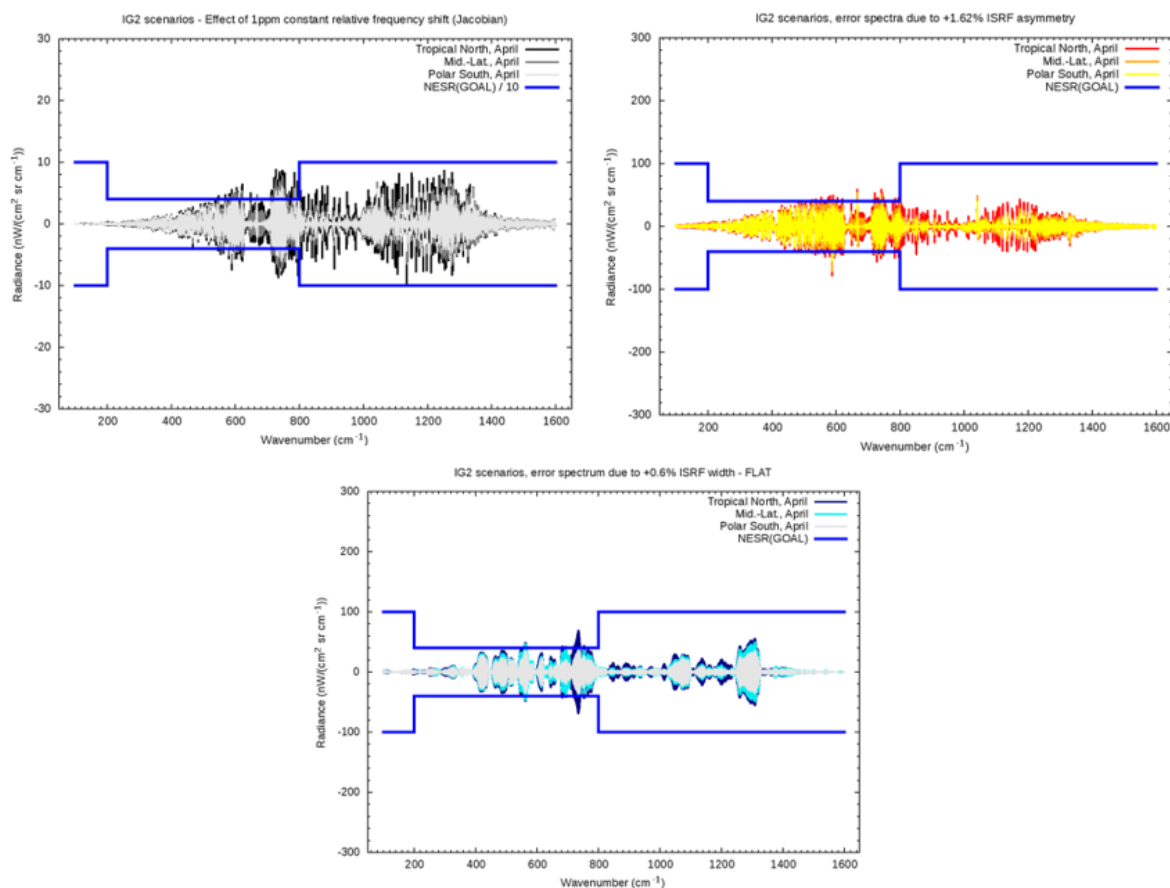 IG2 scenarios - Effect of 1ppm constant relative frequency shift (Jacobian)
Tropical North, April
Mid.-Lat., April
Polar South, April
NESR(GOAL) / 10
30
20
10
0
-10
-20
-30
Radiance (nW/(cm² sr cm⁻¹))
200 400 600 800 1000 1200 1400 1600
Wavenumber (cm⁻¹)
IG2 scenarios, error spectra due to +1.62% ISRF asymmetry
Tropical North, April
Mid.-Lat., April
Polar South, April
NESR(GOAL)
300
200
100
0
-100
-200
-300
Radiance (nW/(cm² sr cm⁻¹))
200 400 600 800 1000 1200 1400 1600
Wavenumber (cm⁻¹)
IG2 scenarios, error spectrum due to +0.6% ISRF width - FLAT
Tropical North, April
Mid.-Lat., April
Polar South, April
NESR(GOAL)
300
200
100
0
-100
-200
-300
Radiance (nW/(cm² sr cm⁻¹))
200 400 600 800 1000 1200 1400 1600
Wavenumber (cm⁻¹)